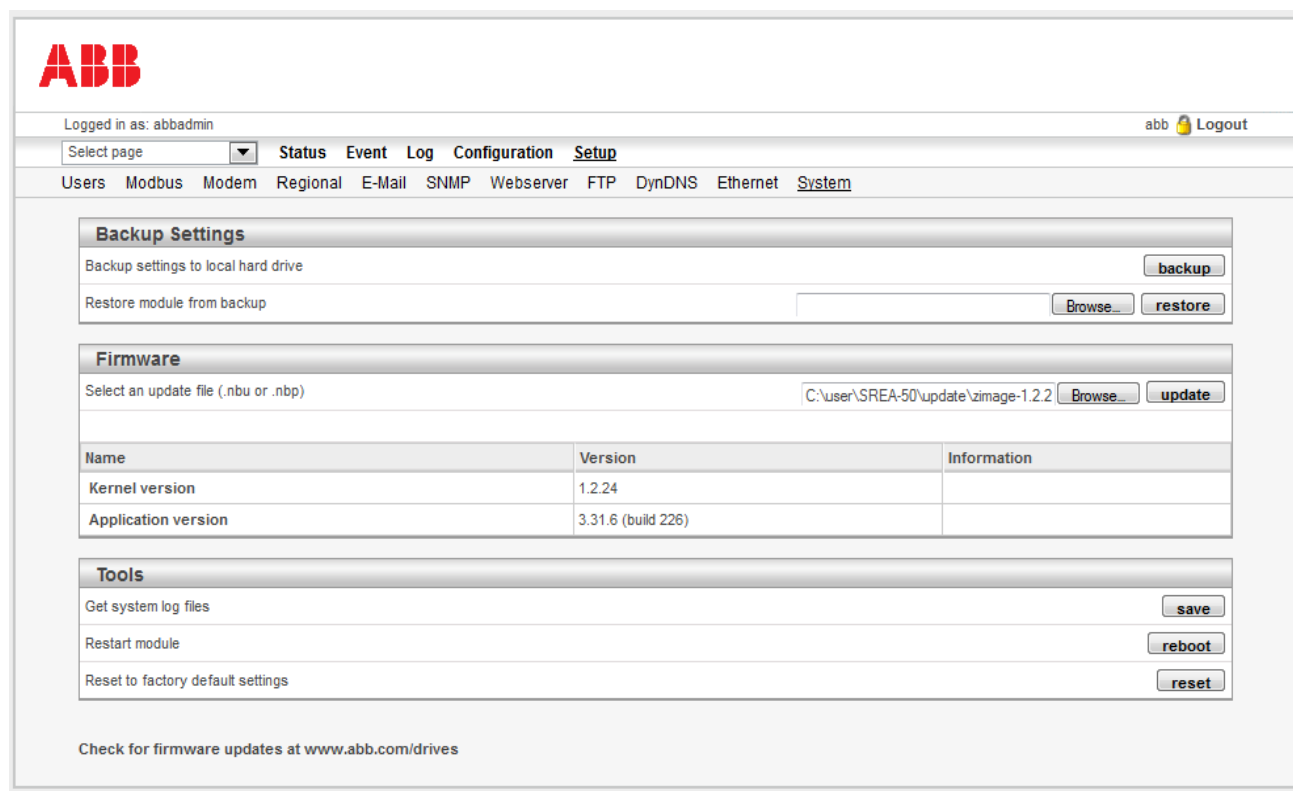 ABB
Logged in as: abbadmin abb Logout
Select page Status Event Log Configuration Setup
Users Modbus Modem Regional E-Mail SNMP Webserver FTP DynDNS Ethernet System
Backup Settings
Backup settings to local hard drive backup
Restore module from backup Browse... restore
Firmware
Select an update file (.nbu or .nbp) C:\user\SREA-50\update\zimage-1.2.2 Browse... update
Name Version Information
Kernel version 1.2.24
Application version 3.31.6 (build 226)
Tools
Get system log files save
Restart module reboot
Reset to factory default settings reset
Check for firmware updates at www.abb.com/drives